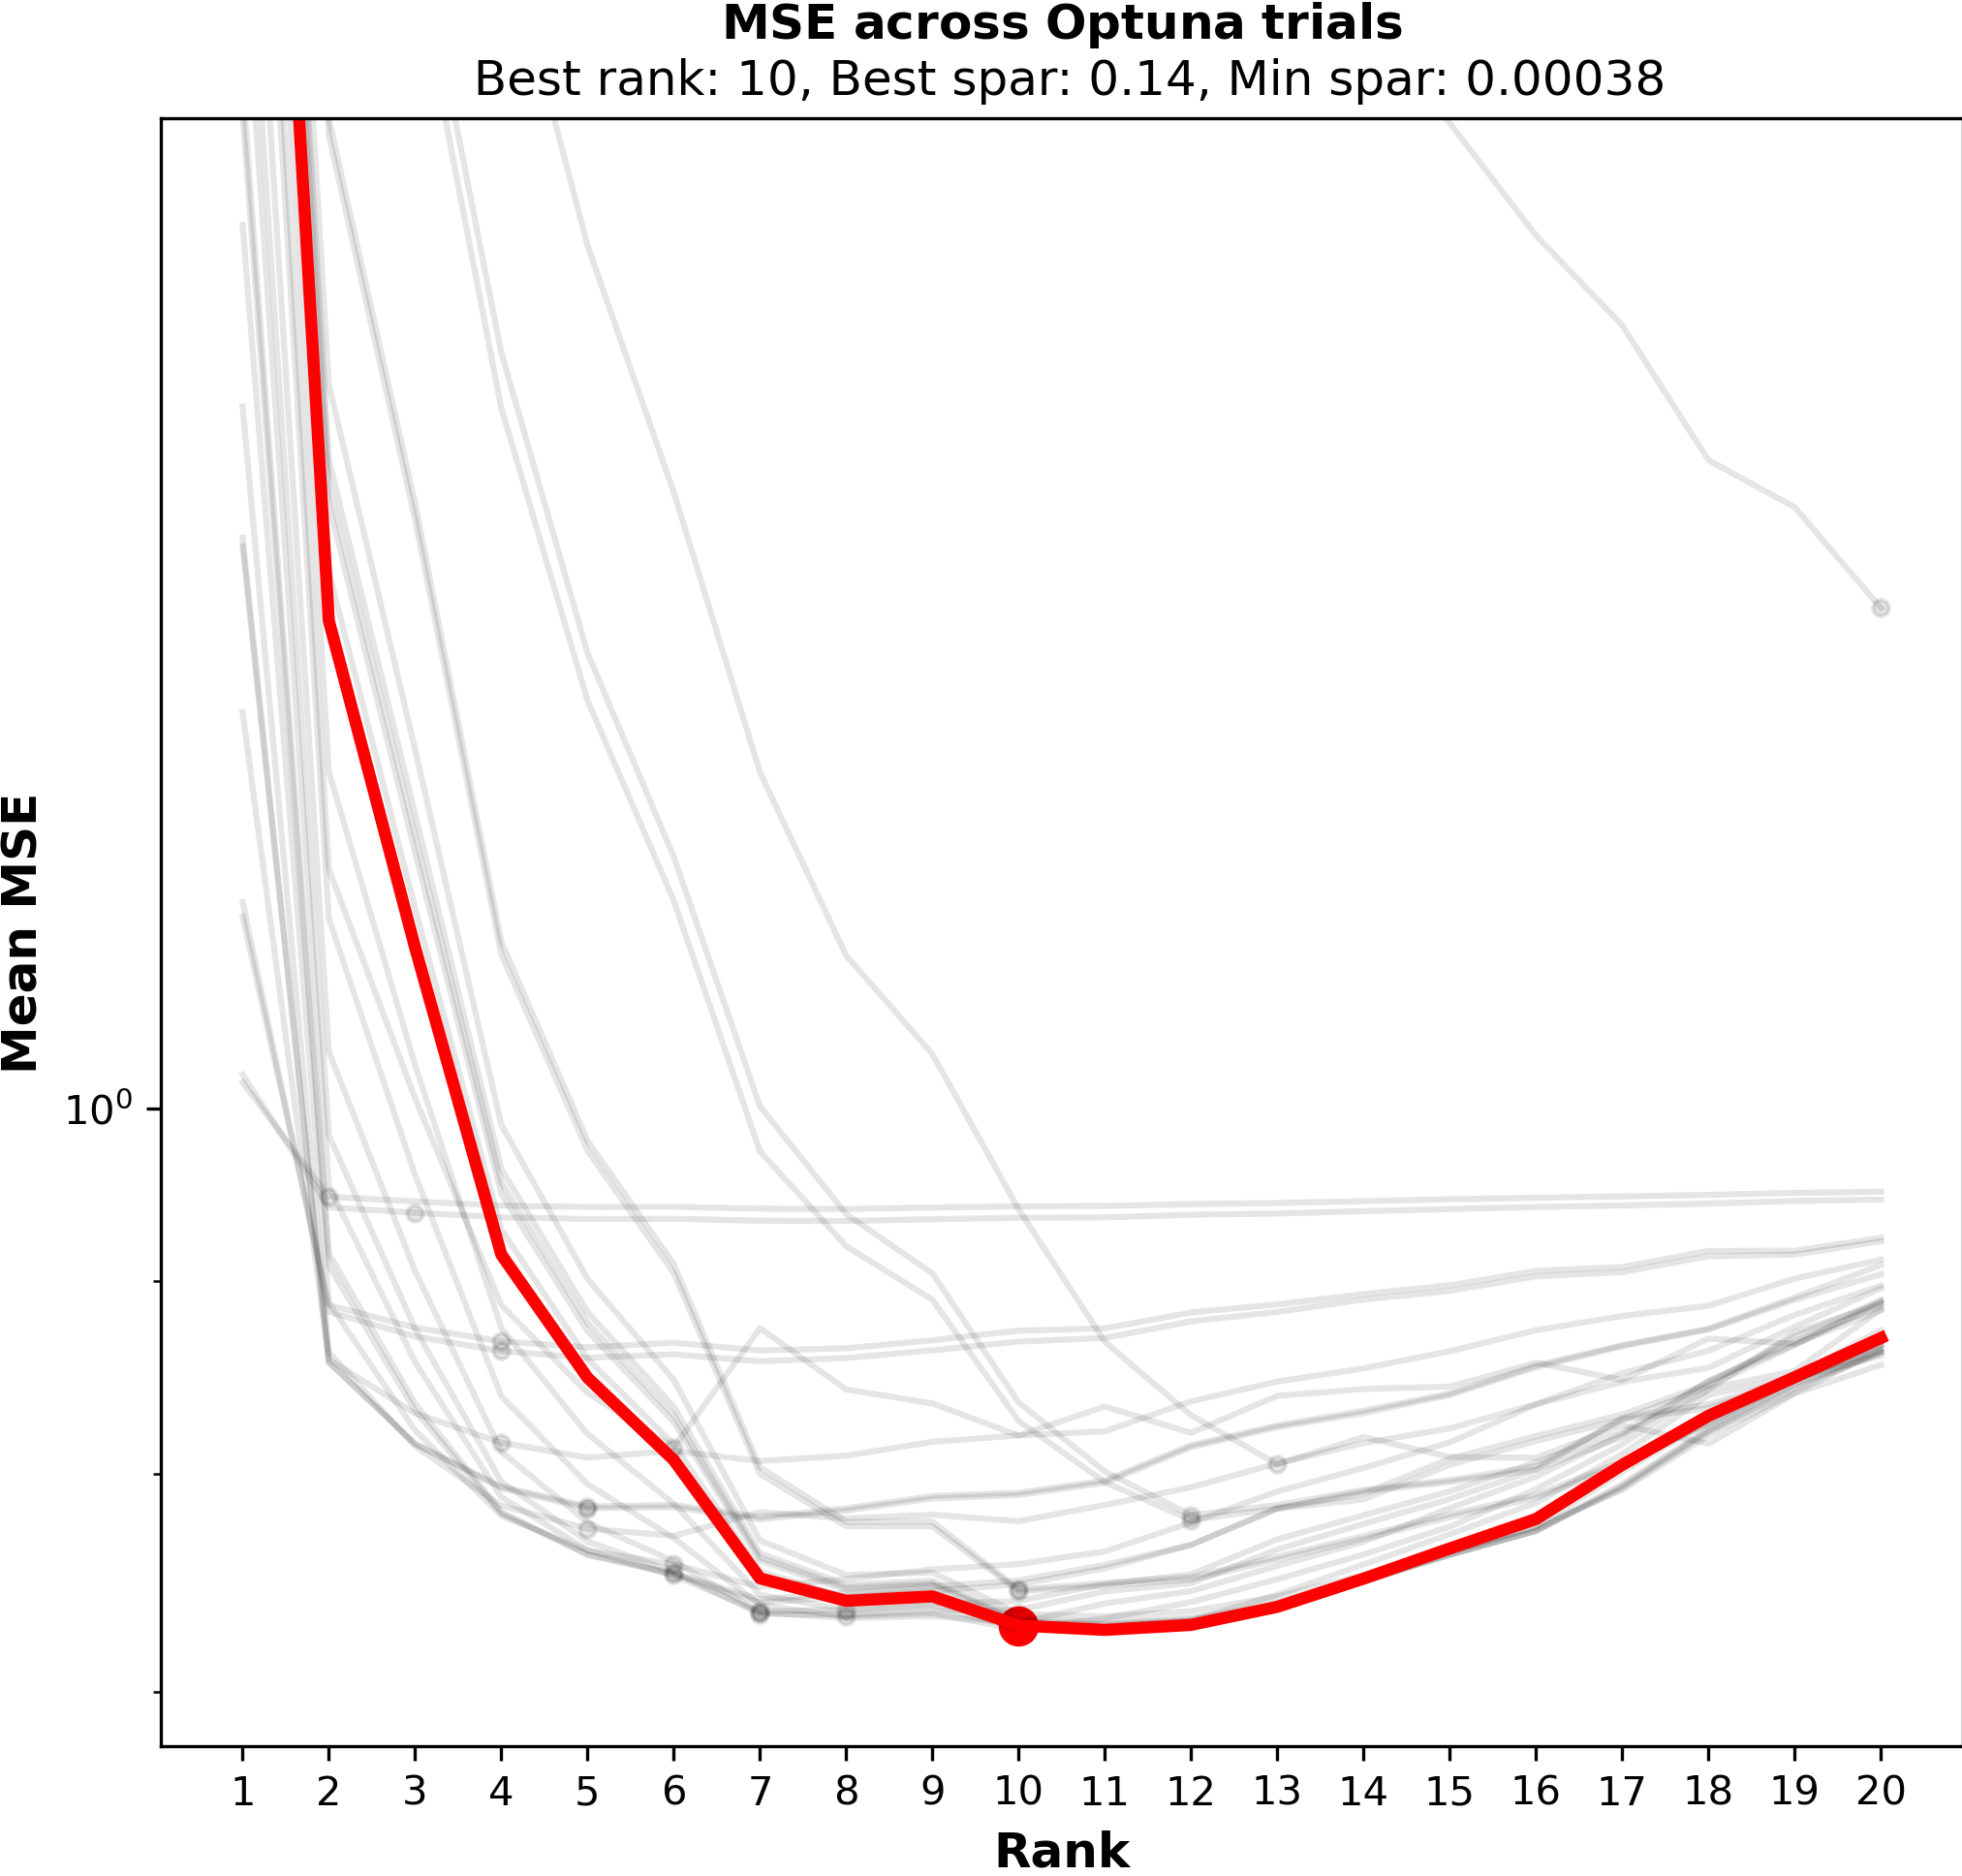 MSE across Optuna trials
Best rank: 10, Best spar: 0.14, Min spar: 0.00038
Mean MSE
10⁰
1 2 3 4 5 6 7 8 9 10 11 12 13 14 15 16 17 18 19 20
Rank